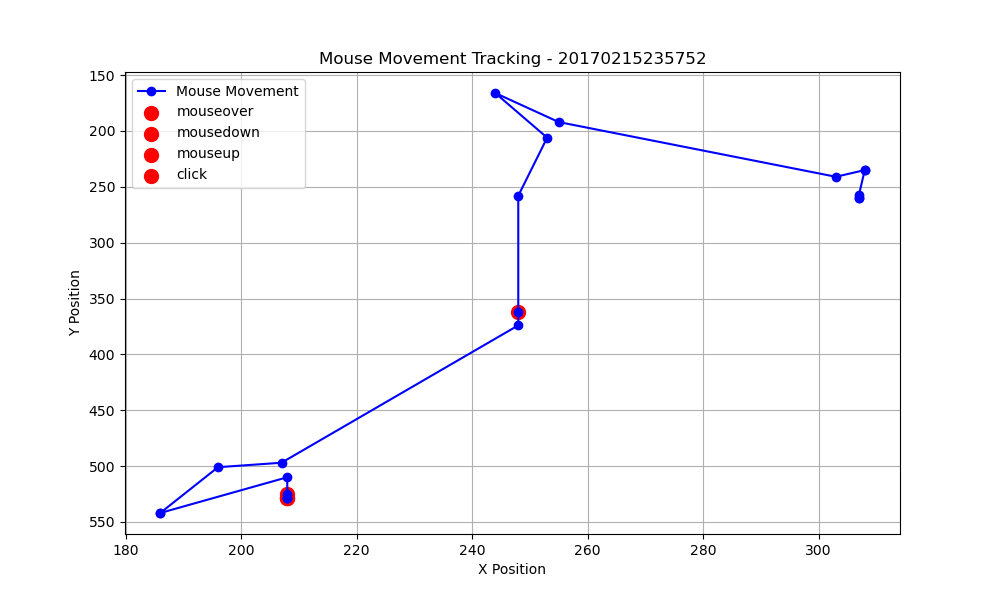 Mouse Movement Tracking - 20170215235752
Mouse Movement
mouseover
mousedown
mouseup
click
150
200
250
300
350
400
450
500
550
Y Position
180 200 220 240 260 280 300
X Position